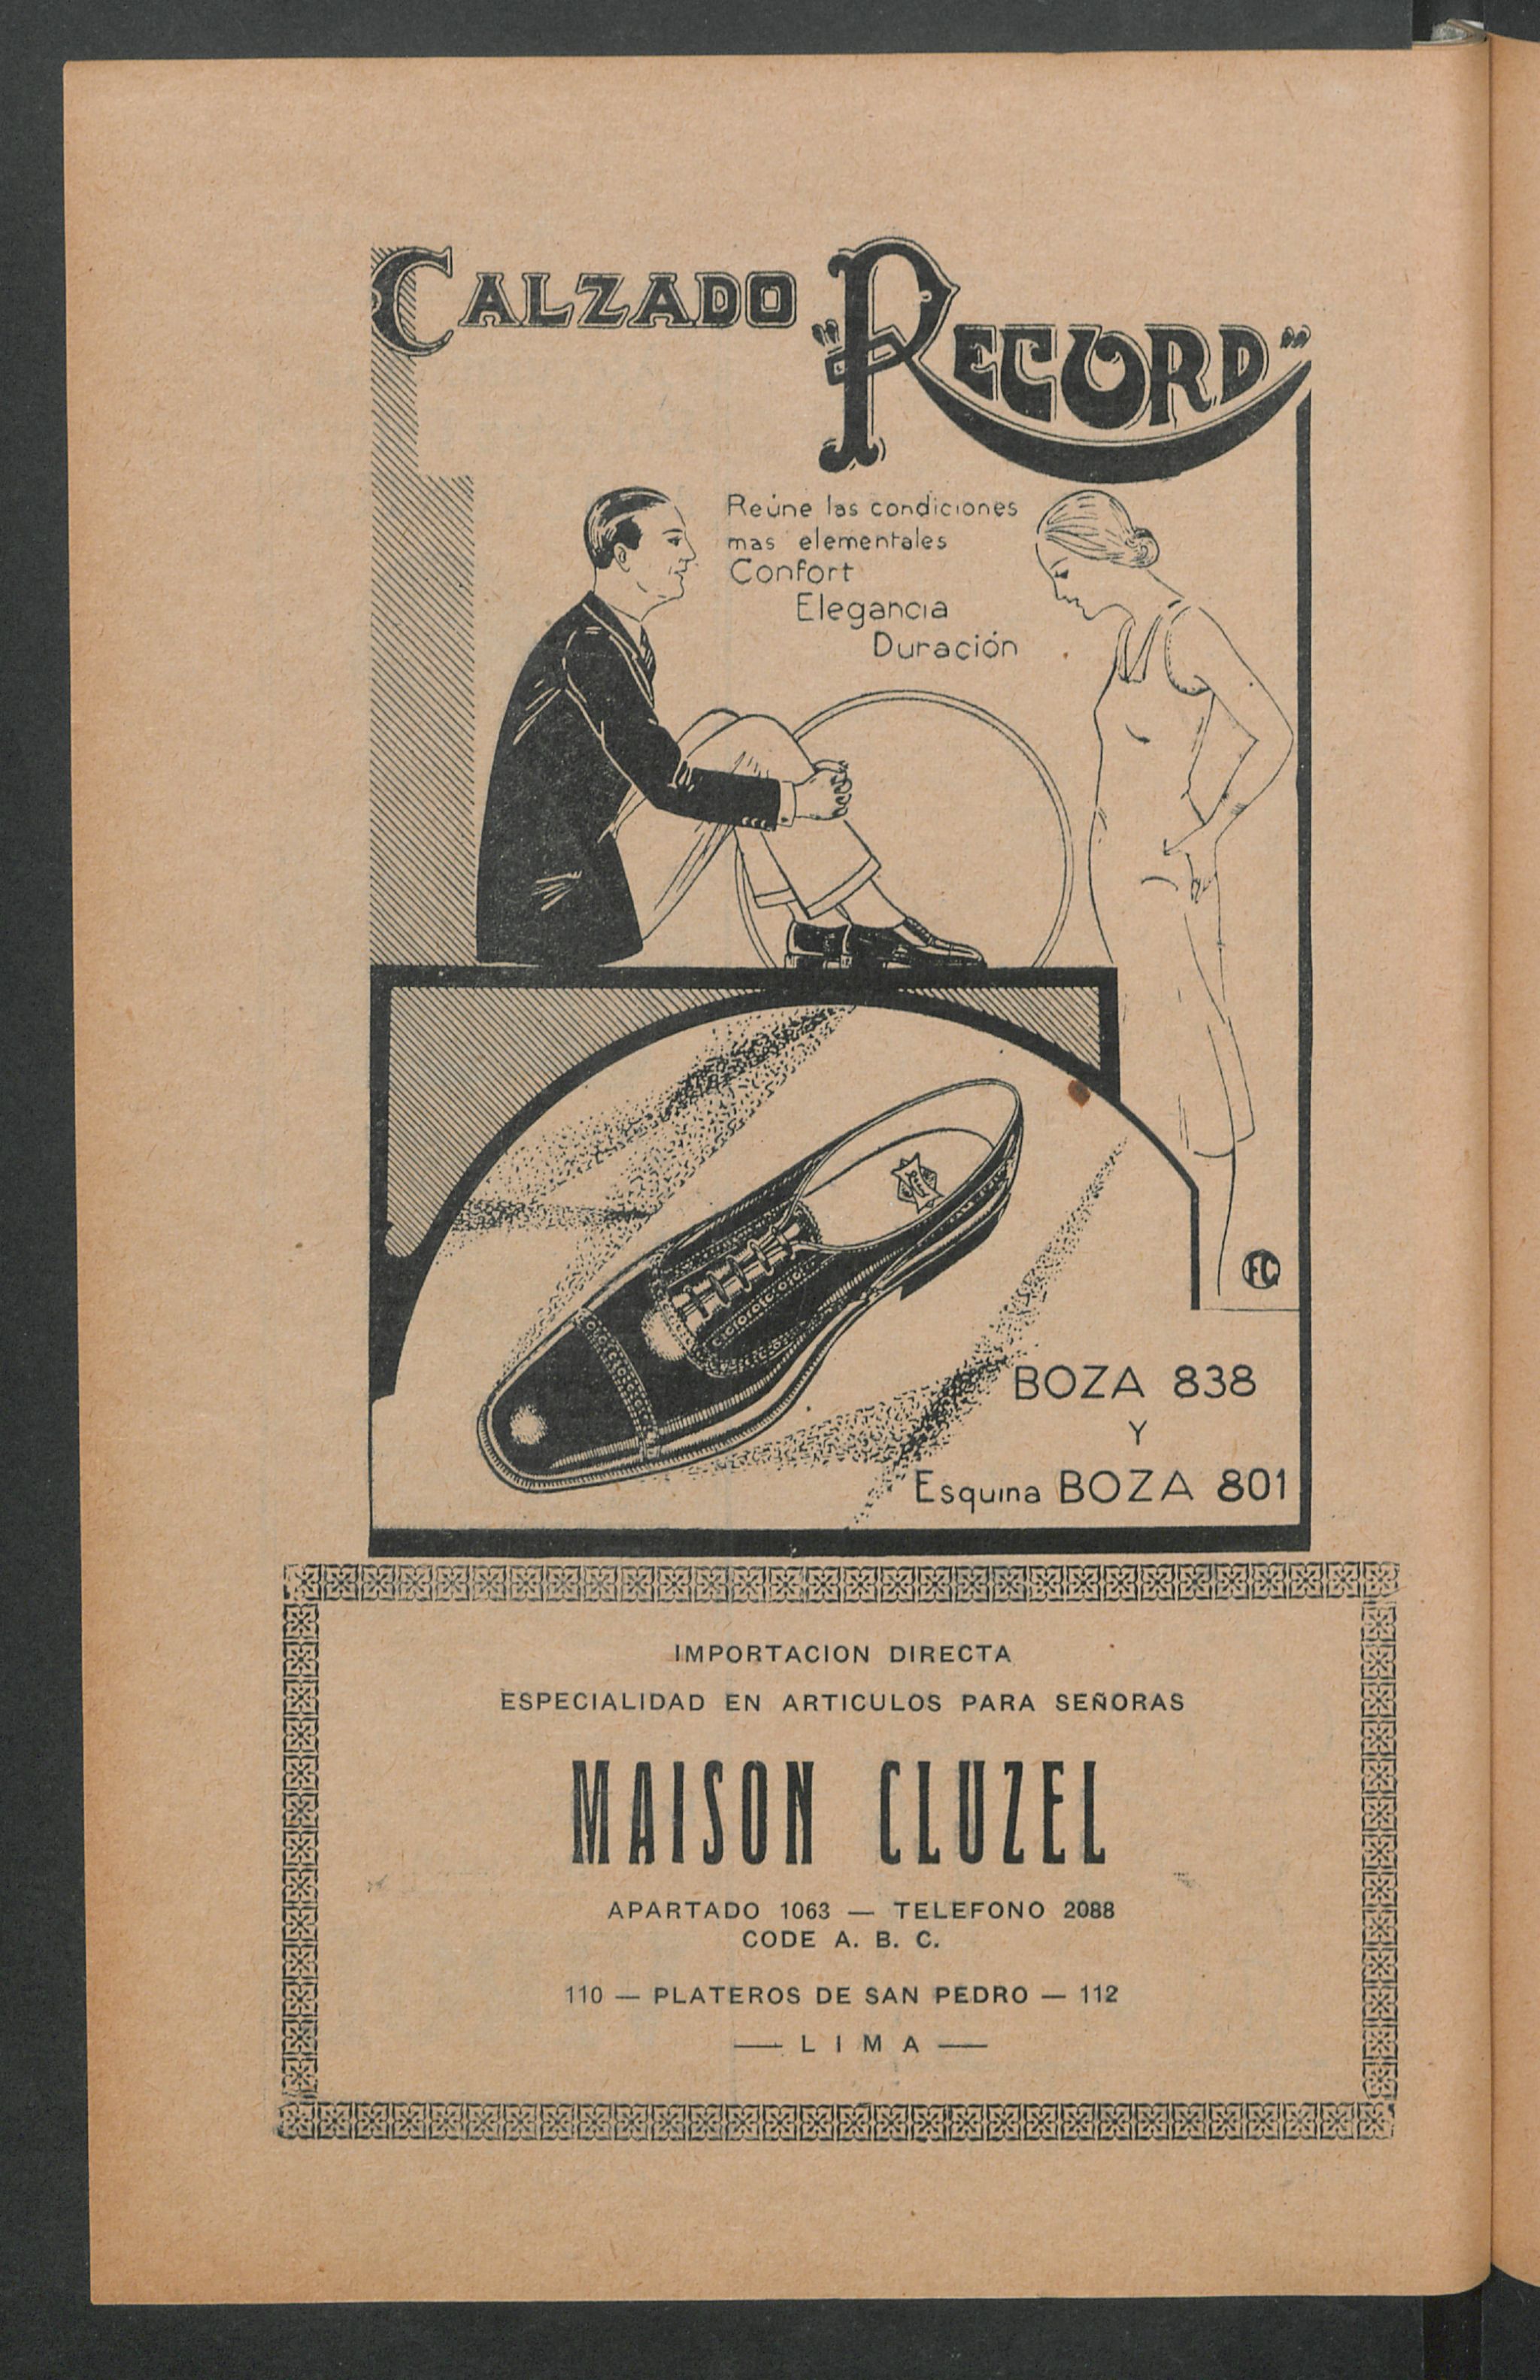 CALZADO "RECORD"
Reúne las condiciones
mas elementales
Confort
Elegancia
Duración
FC
BOZA 838
Y
Esquina BOZA 801
IMPORTACION DIRECTA
ESPECIALIDAD EN ARTICULOS PARA SEÑORAS
MAISON CLUZEL
APARTADO 1063 — TELEFONO 2088
CODE A. B. C.
110 — PLATEROS DE SAN PEDRO — 112
— LIMA —